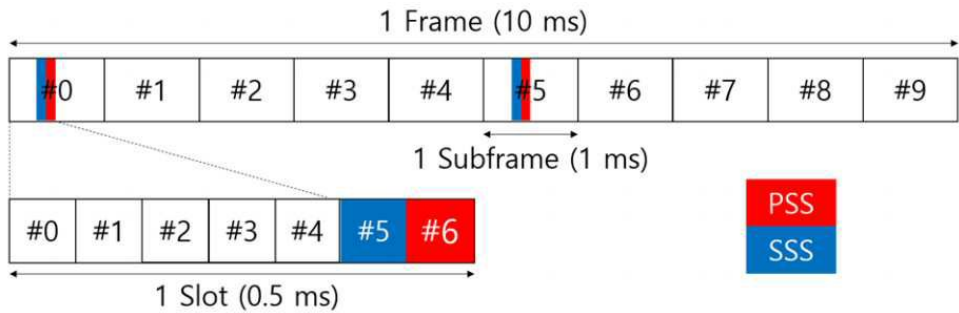 1 Frame (10 ms)
#0 #1 #2 #3 #4 #5 #6 #7 #8 #9
1 Subframe (1 ms)
#0 #1 #2 #3 #4 #5 #6
PSS
SSS
1 Slot (0.5 ms)